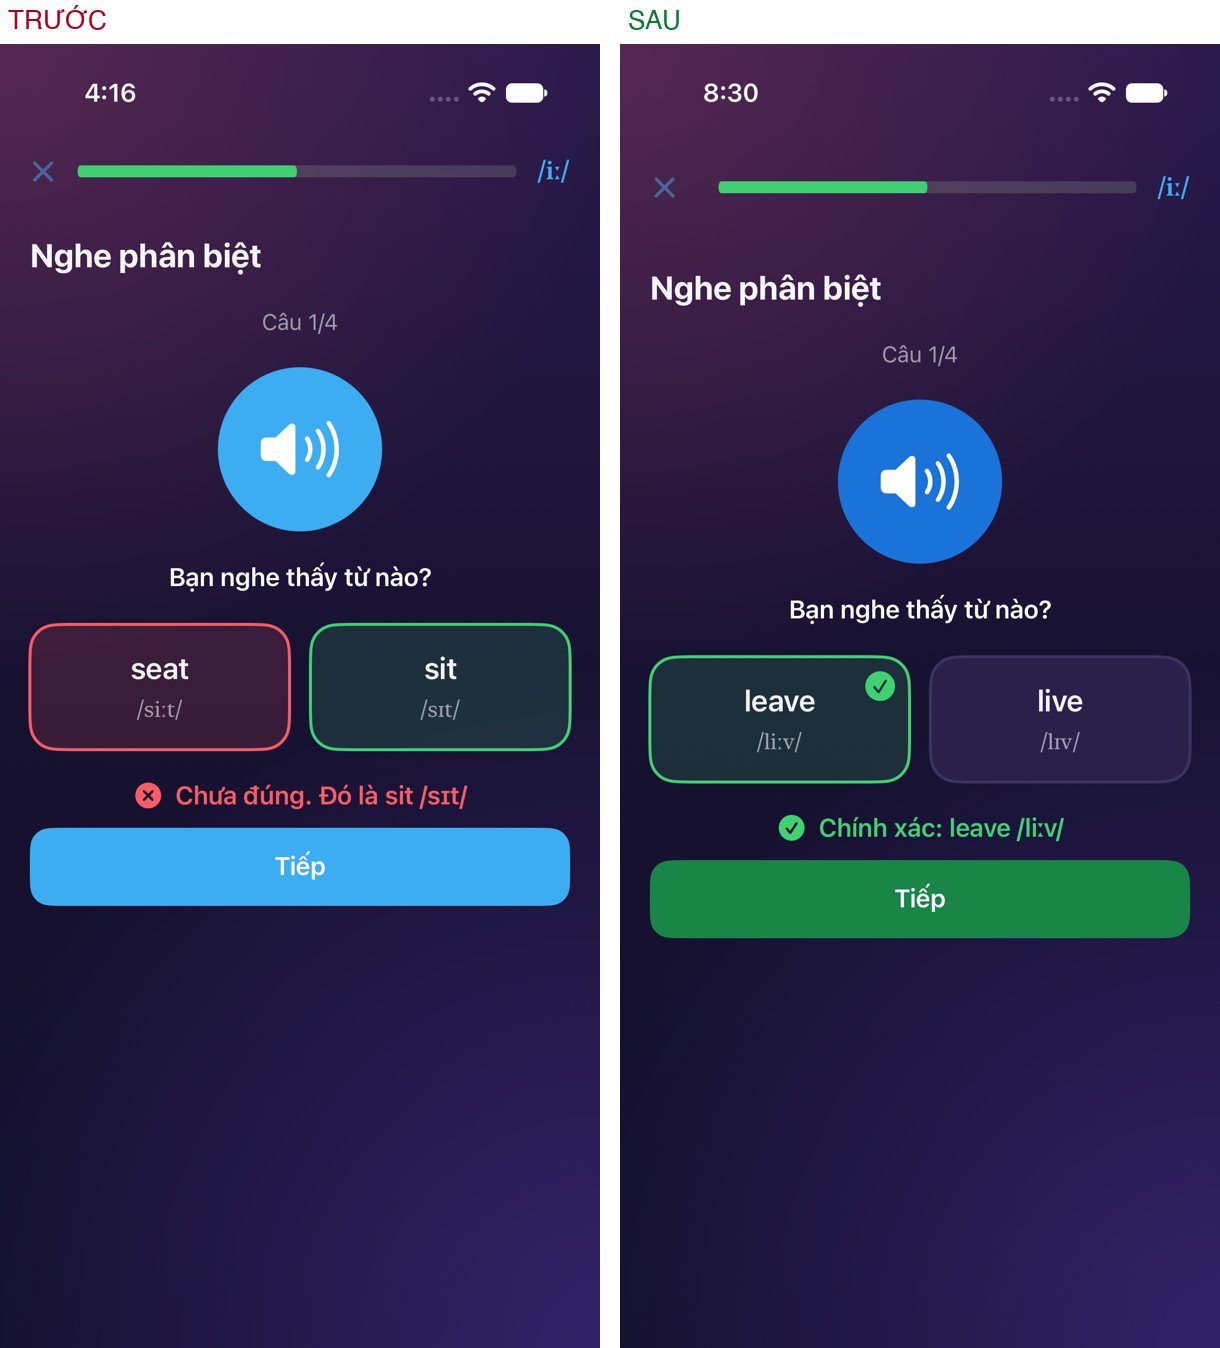 TRƯỚC
4:16
/iː/
Nghe phân biệt
Câu 1/4
Bạn nghe thấy từ nào?
seat
/siːt/
sit
/sɪt/
Chưa đúng. Đó là sit /sɪt/
Tiếp
SAU
8:30
/iː/
Nghe phân biệt
Câu 1/4
Bạn nghe thấy từ nào?
leave
/liːv/
live
/lɪv/
Chính xác: leave /liːv/
Tiếp